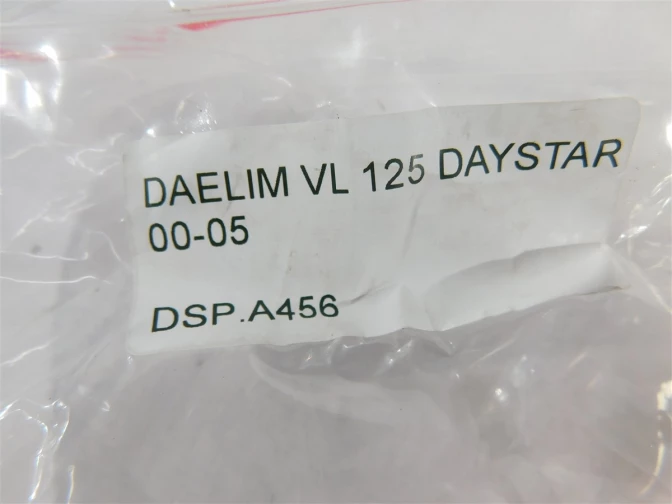 DAELIM VL 125 DAYSTAR
00-05
DSP.A456